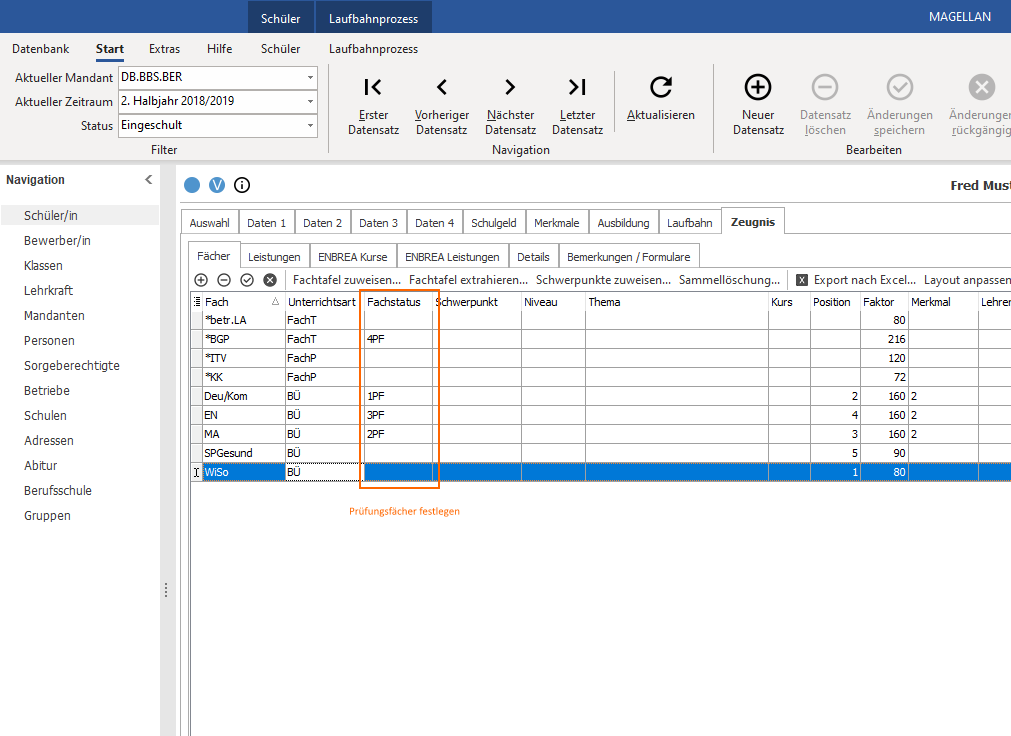 Schüler Laufbahnprozess MAGELLAN
Datenbank Start Extras Hilfe Schüler Laufbahnprozess
Aktueller Mandant DB.BBS.BER
Aktueller Zeitraum 2. Halbjahr 2018/2019
Status Eingeschult
Filter
Erster Datensatz
Vorheriger Datensatz
Nächster Datensatz
Letzter Datensatz
Aktualisieren
Navigation
Neuer Datensatz
Datensatz löschen
Änderungen speichern
Änderungen rückgängig
Bearbeiten
Navigation
Schüler/in
Bewerber/in
Klassen
Lehrkraft
Mandanten
Personen
Sorgeberechtigte
Betriebe
Schulen
Adressen
Abitur
Berufsschule
Gruppen
V i Fred Must
Auswahl Daten 1 Daten 2 Daten 3 Daten 4 Schulgeld Merkmale Ausbildung Laufbahn Zeugnis
Fächer Leistungen ENBREA Kurse ENBREA Leistungen Details Bemerkungen / Formulare
Fachtafel zuweisen... Fachtafel extrahieren... Schwerpunkte zuweisen... Sammellöschung... X Export nach Excel... Layout anpassen
Fach Unterrichtsart Fachstatus Schwerpunkt Niveau Thema Kurs Position Faktor Merkmal Lehrer
*betr.LA FachT 80
*BGP FachT 4PF 216
*ITV FachP 120
*KK FachP 72
Deu/Kom BÜ 1PF 2 160 2
EN BÜ 3PF 4 160 2
MA BÜ 2PF 3 160 2
SPGesund BÜ 5 90
WiSo BÜ 1 80
Prüfungsfächer festlegen